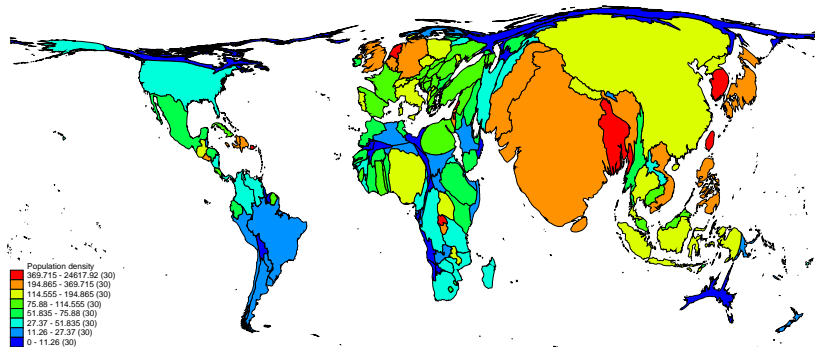 Population density
369.715 - 24617.92 (30)
194.865 - 369.715 (30)
114.555 - 194.865 (30)
75.88 - 114.555 (30)
51.835 - 75.88 (30)
27.37 - 51.835 (30)
11.26 - 27.37 (30)
0 - 11.26 (30)